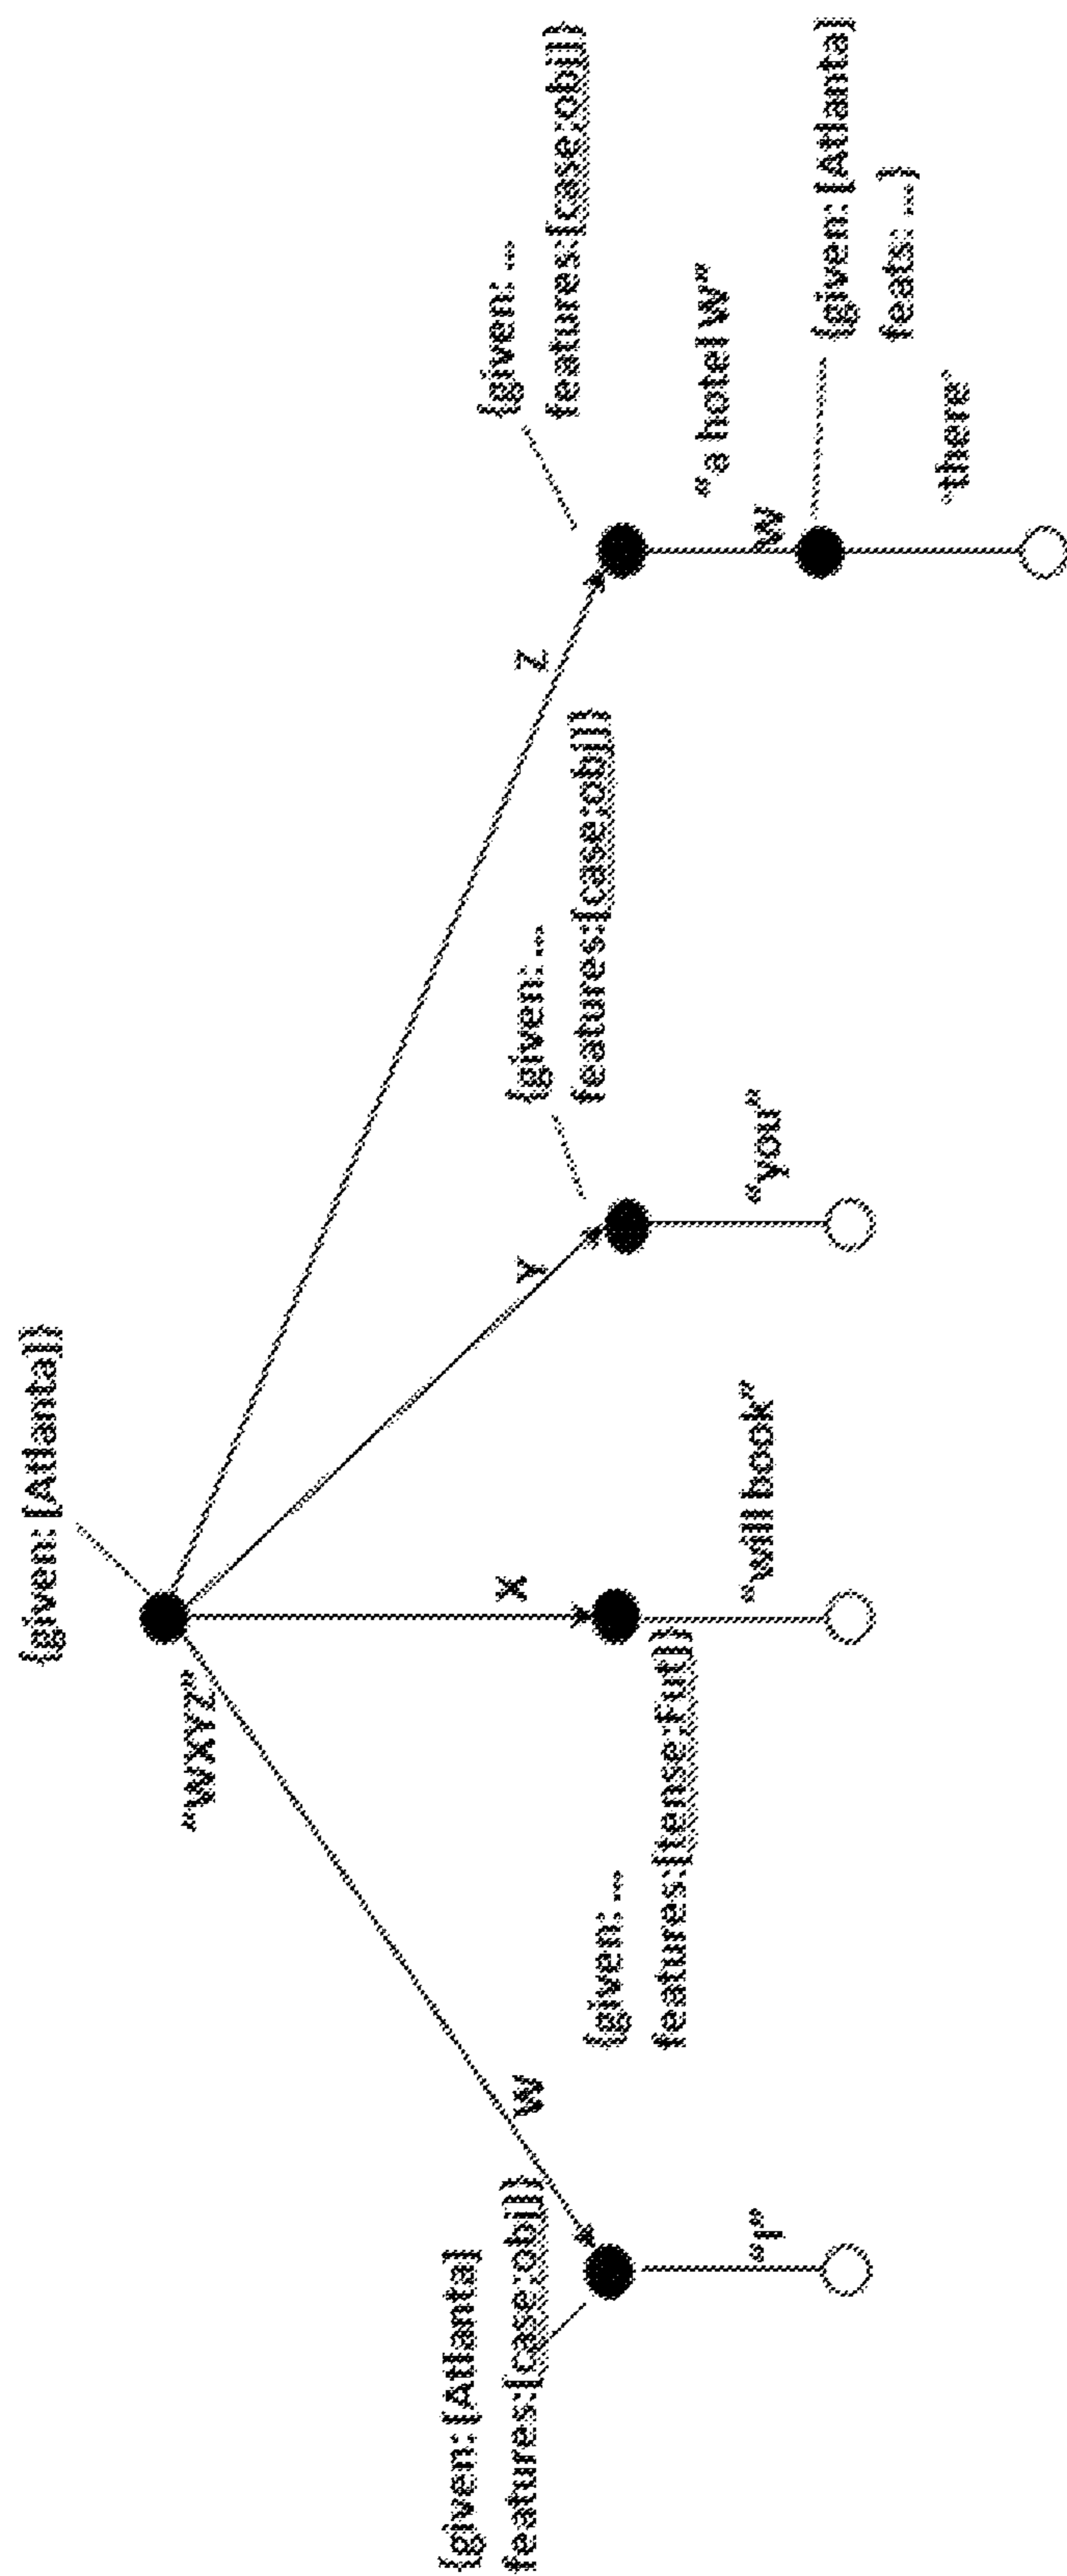 {given: [Atlanta]}
"WXYZ"
W
X
Y
Z
{given: [Atlanta]
features:[case:obj]}
"I"
{given: ...
features:[tense:Fut]}
"will book"
{given: ...
features:[case:obj]}
"you"
{given: ...
features:[case:obj]}
"a hotel W"
W
{given: [Atlanta]
feats: ...}
"there"